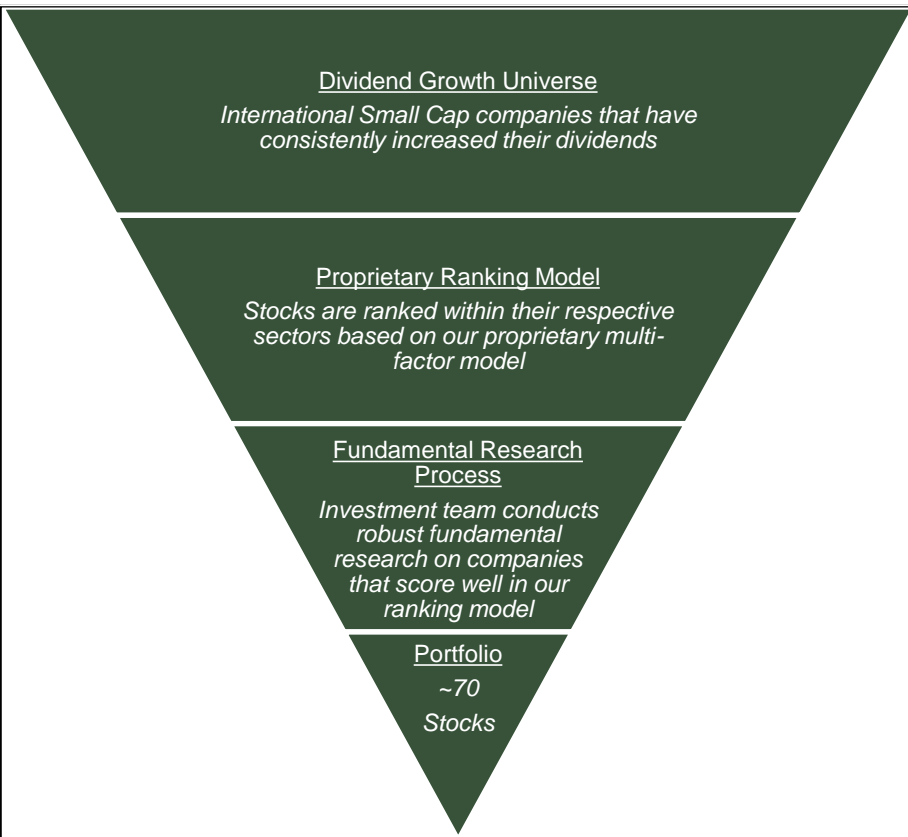 Dividend Growth Universe
International Small Cap companies that have
consistently increased their dividends
Proprietary Ranking Model
Stocks are ranked within their respective
sectors based on our proprietary multi-
factor model
Fundamental Research
Process
Investment team conducts
robust fundamental
research on companies
that score well in our
ranking model
Portfolio
~70
Stocks